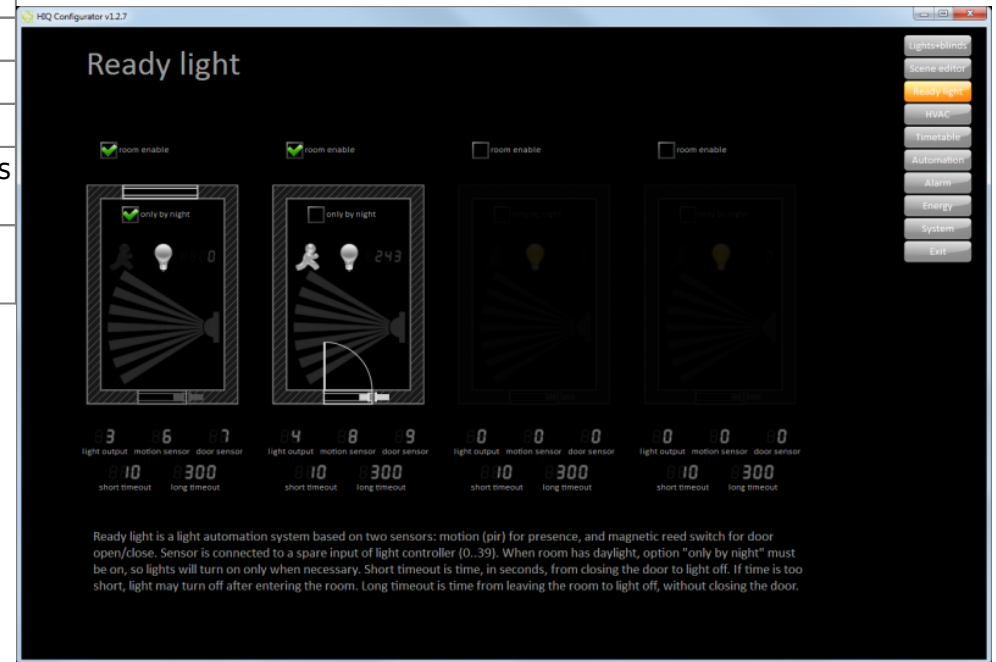 HIQ Configurator v1.2.7
s
Ready light
Lights+blinds
Scene editor
Ready light
HVAC
Timetable
Automation
Alarm
Energy
System
Exit
room enable room enable room enable room enable
only by night only by night only by night only by night
0 243
3 6 7 4 8 9 0 0 0 0 0 0
light output motion sensor door sensor light output motion sensor door sensor light output motion sensor door sensor light output motion sensor door sensor
10 300 10 300 10 300 10 300
short timeout long timeout short timeout long timeout short timeout long timeout short timeout long timeout
Ready light is a light automation system based on two sensors: motion (pir) for presence, and magnetic reed switch for door
open/close. Sensor is connected to a spare input of light controller (0..39). When room has daylight, option "only by night" must
be on, so lights will turn on only when necessary. Short timeout is time, in seconds, from closing the door to light off. If time is too
short, light may turn off after entering the room. Long timeout is time from leaving the room to light off, without closing the door.